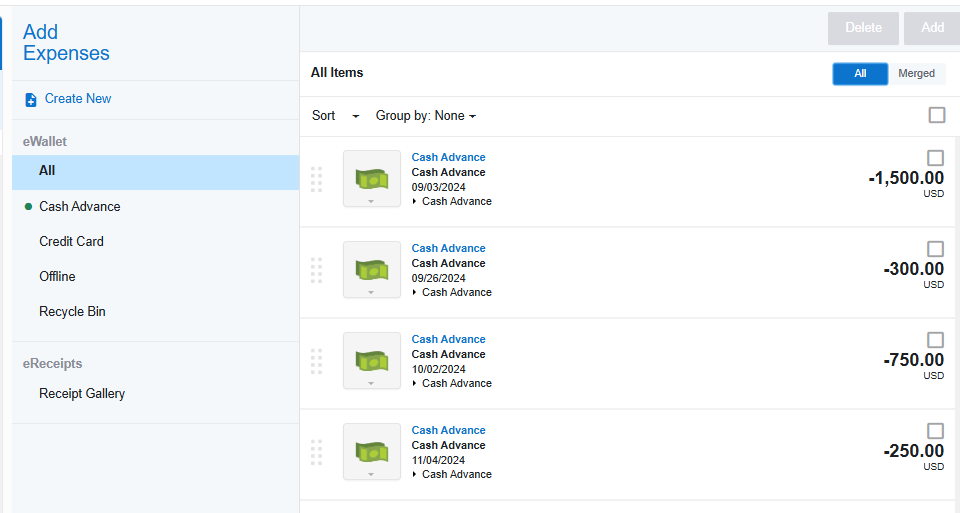 Add
Expenses
Create New
eWallet
All
Cash Advance
Credit Card
Offline
Recycle Bin
eReceipts
Receipt Gallery
Delete
Add
All Items
All
Merged
Sort
Group by: None
Cash Advance
Cash Advance
09/03/2024
Cash Advance
-1,500.00
USD
Cash Advance
Cash Advance
09/26/2024
Cash Advance
-300.00
USD
Cash Advance
Cash Advance
10/02/2024
Cash Advance
-750.00
USD
Cash Advance
Cash Advance
11/04/2024
Cash Advance
-250.00
USD